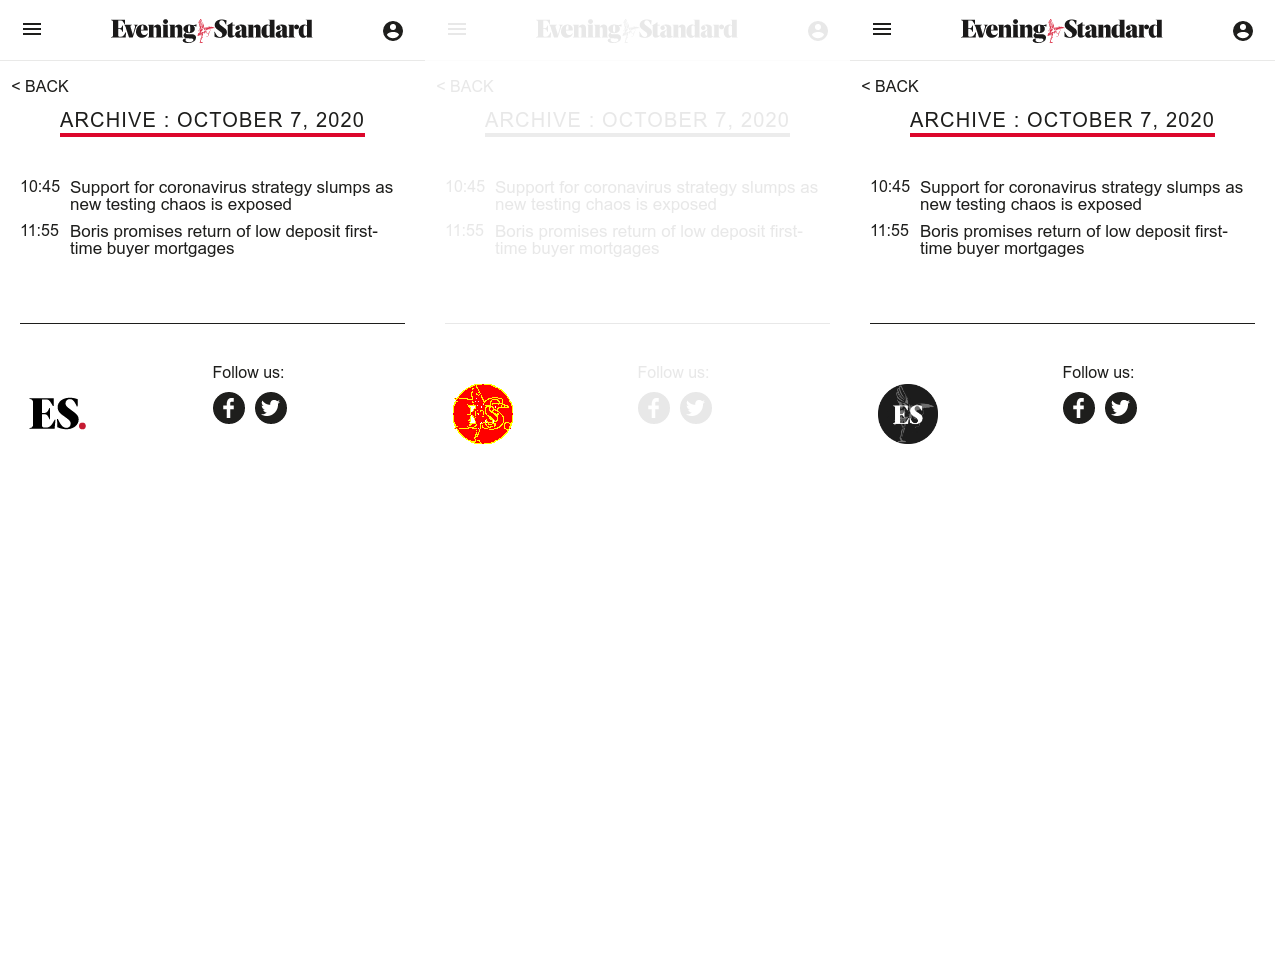 Evening Standard
< BACK
ARCHIVE : OCTOBER 7, 2020
10:45 Support for coronavirus strategy slumps as
new testing chaos is exposed
11:55 Boris promises return of low deposit first-
time buyer mortgages
Follow us:
ES.
Evening Standard
< BACK
ARCHIVE : OCTOBER 7, 2020
10:45 Support for coronavirus strategy slumps as
new testing chaos is exposed
11:55 Boris promises return of low deposit first-
time buyer mortgages
Follow us:
ES.
Evening Standard
< BACK
ARCHIVE : OCTOBER 7, 2020
10:45 Support for coronavirus strategy slumps as
new testing chaos is exposed
11:55 Boris promises return of low deposit first-
time buyer mortgages
Follow us:
ES